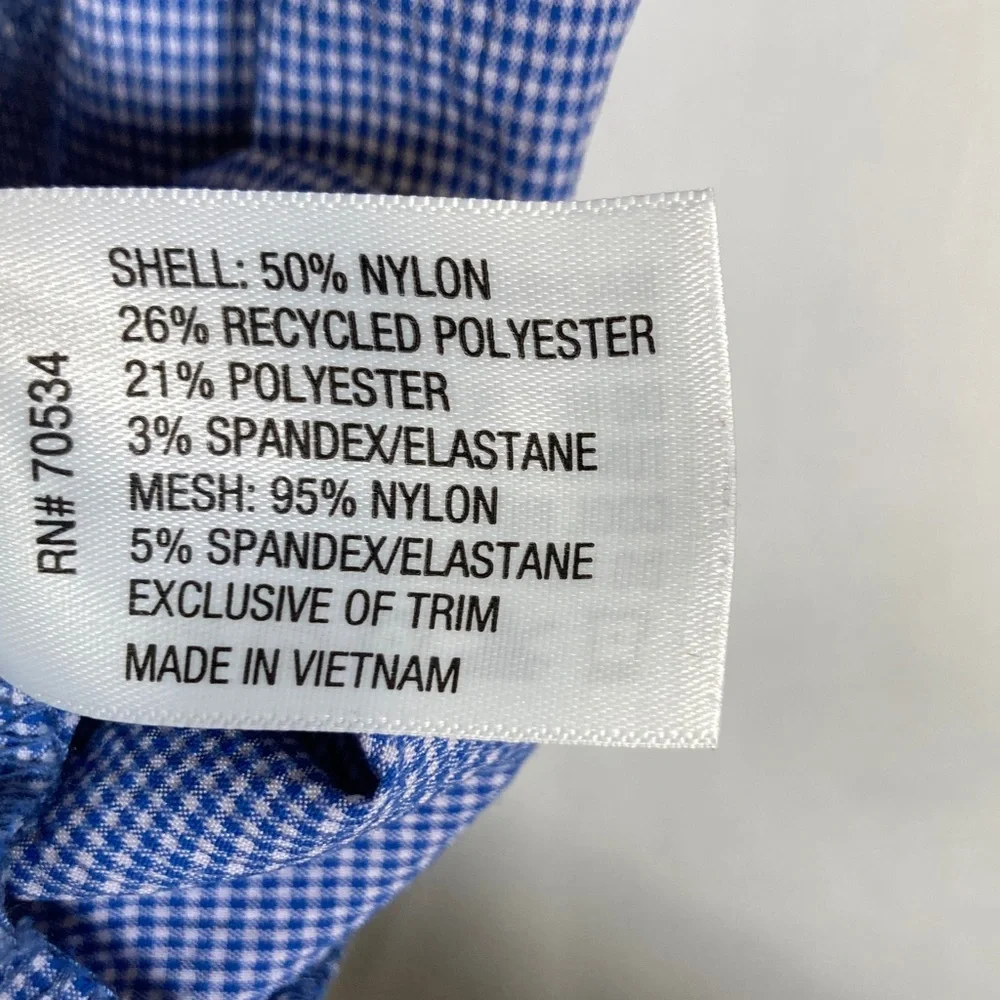 SHELL: 50% NYLON
26% RECYCLED POLYESTER
21% POLYESTER
3% SPANDEX/ELASTANE
MESH: 95% NYLON
5% SPANDEX/ELASTANE
EXCLUSIVE OF TRIM
MADE IN VIETNAM
RN# 70534